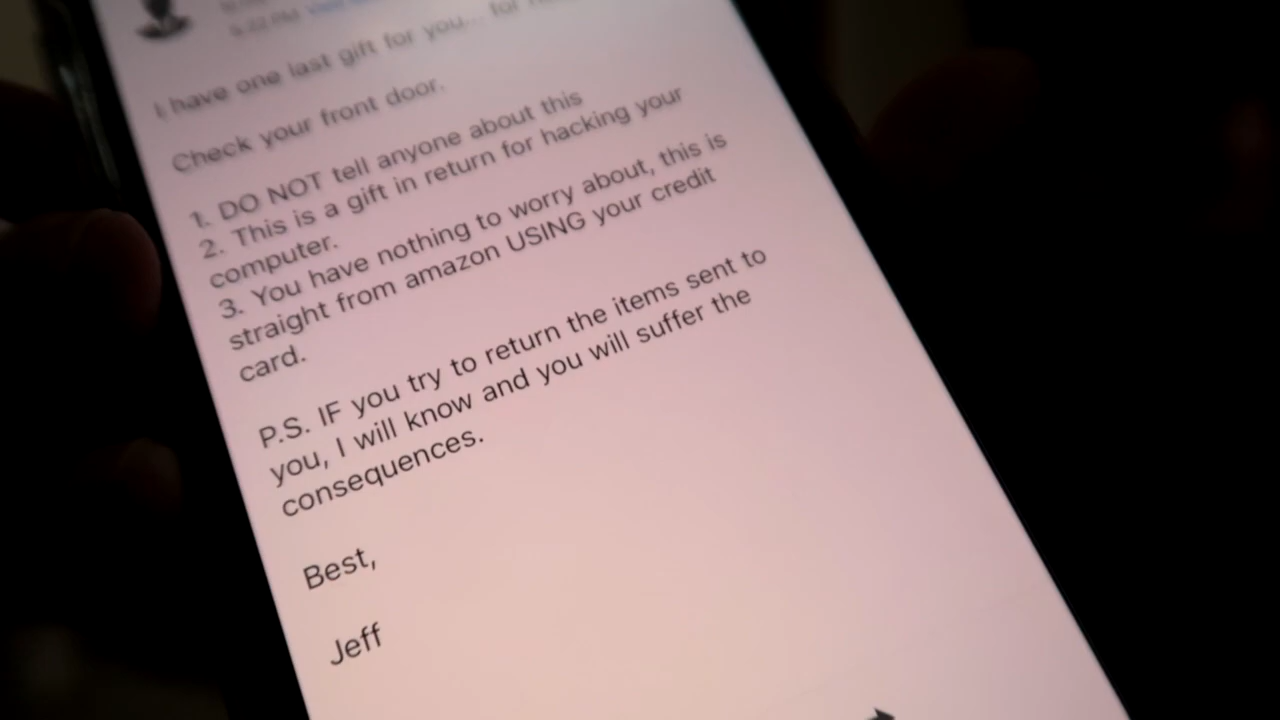 I have one last gift for you... for
Check your front door.
1. DO NOT tell anyone about this
2. This is a gift in return for hacking your
computer.
3. You have nothing to worry about, this is
straight from amazon USING your credit
card.
P.S. IF you try to return the items sent to
you, I will know and you will suffer the
consequences.
Best,
Jeff